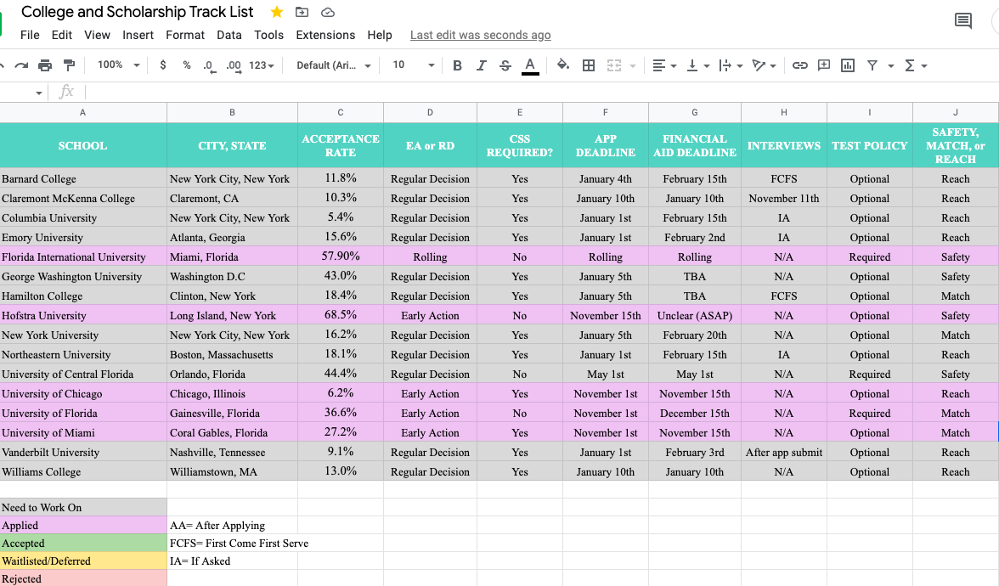 College and Scholarship Track List
File Edit View Insert Format Data Tools Extensions Help Last edit was seconds ago
100% $ % .0 .00 123 Default (Ari... 10 B I S A
fx
A B C D E F G H I J
SCHOOL CITY, STATE ACCEPTANCE RATE EA or RD CSS REQUIRED? APP DEADLINE FINANCIAL AID DEADLINE INTERVIEWS TEST POLICY SAFETY, MATCH, or REACH
Barnard College New York City, New York 11.8% Regular Decision Yes January 4th February 15th FCFS Optional Reach
Claremont McKenna College Claremont, CA 10.3% Regular Decision Yes January 10th January 10th November 11th Optional Reach
Columbia University New York City, New York 5.4% Regular Decision Yes January 1st February 15th IA Optional Reach
Emory University Atlanta, Georgia 15.6% Regular Decision Yes January 1st February 2nd IA Optional Reach
Florida International University Miami, Florida 57.90% Rolling No Rolling Rolling N/A Required Safety
George Washington University Washington D.C 43.0% Regular Decision Yes January 5th TBA N/A Optional Safety
Hamilton College Clinton, New York 18.4% Regular Decision Yes January 5th TBA FCFS Optional Match
Hofstra University Long Island, New York 68.5% Early Action No November 15th Unclear (ASAP) N/A Optional Safety
New York University New York City, New York 16.2% Regular Decision Yes January 5th February 20th N/A Optional Match
Northeastern University Boston, Massachusetts 18.1% Regular Decision Yes January 1st February 15th IA Optional Reach
University of Central Florida Orlando, Florida 44.4% Regular Decision No May 1st May 1st N/A Required Safety
University of Chicago Chicago, Illinois 6.2% Early Action Yes November 1st November 15th N/A Optional Reach
University of Florida Gainesville, Florida 36.6% Early Action No November 1st December 15th N/A Required Match
University of Miami Coral Gables, Florida 27.2% Early Action Yes November 1st November 15th N/A Optional Match
Vanderbilt University Nashville, Tennessee 9.1% Regular Decision Yes January 1st February 3rd After app submit Optional Reach
Williams College Williamstown, MA 13.0% Regular Decision Yes January 10th January 10th N/A Optional Reach
Need to Work On
Applied AA= After Applying
Accepted FCFS= First Come First Serve
Waitlisted/Deferred IA= If Asked
Rejected